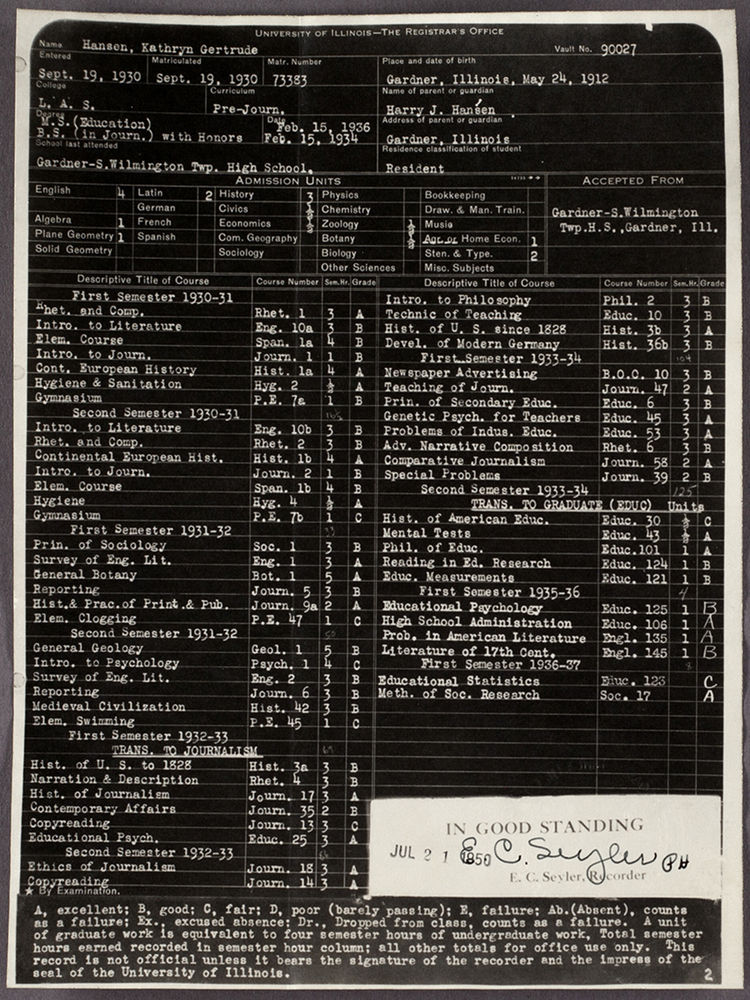 UNIVERSITY OF ILLINOIS—THE REGISTRAR'S OFFICE
Name Hansen, Kathryn Gertrude Vault No. 90027
Entered Matriculated Matr. Number Place and date of birth
Sept. 19, 1930 Sept. 19, 1930 73383 Gardner, Illinois, May 24, 1912
College Curriculum Name of parent or guardian
L. A. S. Pre-Journ. Harry J. Hansen
Degree Date Address of parent or guardian
M.S. (Education) Feb. 15, 1936
B.S. (in Journ.) with Honors Feb. 15, 1934 Gardner, Illinois
School last attended Residence classification of student
Gardner-S.Wilmington Twp. High School. Resident
ADMISSION UNITS ACCEPTED FROM
English 4 Latin 2 History 3 Physics Bookkeeping
German Civics ½ Chemistry Draw. & Man. Train. Gardner-S.Wilmington
Algebra 1 French Economics ½ Zoology ½ Music Twp.H.S.,Gardner, Ill.
Plane Geometry 1 Spanish Com. Geography Botany ½ Agr. or Home Econ. 1
Solid Geometry Sociology Biology Sten. & Type. 2
Other Sciences Misc. Subjects
Descriptive Title of Course Course Number Sem.Hr. Grade
First Semester 1930-31
Rhet. and Comp. Rhet. 1 3 A
Intro. to Literature Eng. 10a 3 B
Elem. Course Span. 1a 4 B
Intro. to Journ. Journ. 1 1 B
Cont. European History Hist. 1a 4 A
Hygiene & Sanitation Hyg. 2 ½ A
Gymnasium P.E. 7a 1 B
Second Semester 1930-31
Intro. to Literature Eng. 10b 3 B
Rhet. and Comp. Rhet. 2 3 B
Continental European Hist. Hist. 1b 4 A
Intro. to Journ. Journ. 2 1 B
Elem. Course Span. 1b 4 B
Hygiene Hyg. 4 ½ A
Gymnasium P.E. 7b 1 C
First Semester 1931-32
Prin. of Sociology Soc. 1 3 B
Survey of Eng. Lit. Eng. 1 3 A
General Botany Bot. 1 5 A
Reporting Journ. 5 3 B
Hist.& Prac.of Print.& Pub. Journ. 9a 2 A
Elem. Clogging P.E. 47 1 C
Second Semester 1931-32 50
General Geology Geol. 1 5 B
Intro. to Psychology Psych. 1 4 C
Survey of Eng. Lit. Eng. 2 3 B
Reporting Journ. 6 3 B
Medieval Civilization Hist. 42 3 B
Elem. Swimming P.E. 45 1 C
First Semester 1932-33
TRANS. TO JOURNALISM
Hist. of U. S. to 1828 Hist. 3a 3 B
Narration & Description Rhet. 4 3 B
Hist. of Journalism Journ. 17 3 A
Contemporary Affairs Journ. 35 2 B
Copyreading Journ. 13 3 C
Educational Psych. Educ. 25 3 A
Second Semester 1932-33
Ethics of Journalism Journ. 18 3 A
Copyreading Journ. 14 3 A
★ By Examination.
Descriptive Title of Course Course Number Sem.Hr. Grade
Intro. to Philosophy Phil. 2 3 B
Technic of Teaching Educ. 10 3 B
Hist. of U. S. since 1828 Hist. 3b 3 A
Devel. of Modern Germany Hist. 36b 3 B
First Semester 1933-34 104
Newspaper Advertising B.O.O. 10 3 B
Teaching of Journ. Journ. 47 2 A
Prin. of Secondary Educ. Educ. 6 3 B
Genetic Psych. for Teachers Educ. 45 3 A
Problems of Indus. Educ. Educ. 53 3 A
Adv. Narrative Composition Rhet. 6 3 B
Comparative Journalism Journ. 58 2 A
Special Problems Journ. 39 2 B
Second Semester 1933-34 125
TRANS. TO GRADUATE (EDUC) Units
Hist. of American Educ. Educ. 30 ½ C
Mental Tests Educ. 43 ½ A
Phil. of Educ. Educ.101 1 A
Reading in Ed. Research Educ. 124 1 B
Educ. Measurements Educ. 121 1 B
First Semester 1935-36 4
Educational Psychology Educ. 125 1 B
High School Administration Educ. 106 1 A
Prob. in American Literature Engl. 135 1 A
Literature of 17th Cent. Engl. 145 1 B
First Semester 1936-37 8
Educational Statistics Educ. 123 C
Meth. of Soc. Research Soc. 17 A
IN GOOD STANDING
JUL 21 1950 E. C. Seyler PH
E. C. Seyler, Recorder
A, excellent; B, good; C, fair; D, poor (barely passing); E, failure; Ab.(Absent), counts
as a failure; Ex., excused absence; Dr., Dropped from class, counts as a failure. A unit
of graduate work is equivalent to four semester hours of undergraduate work. Total semester
hours earned recorded in semester hour column; all other totals for office use only. This
record is not official unless it bears the signature of the recorder and the impress of the
seal of the University of Illinois.
2